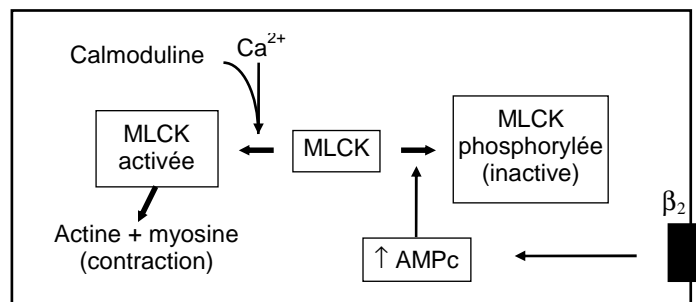 Calmoduline
Ca²⁺
MLCK
activée
MLCK
MLCK
phosphorylée
(inactive)
Actine + myosine
(contraction)
↑ AMPc
β₂